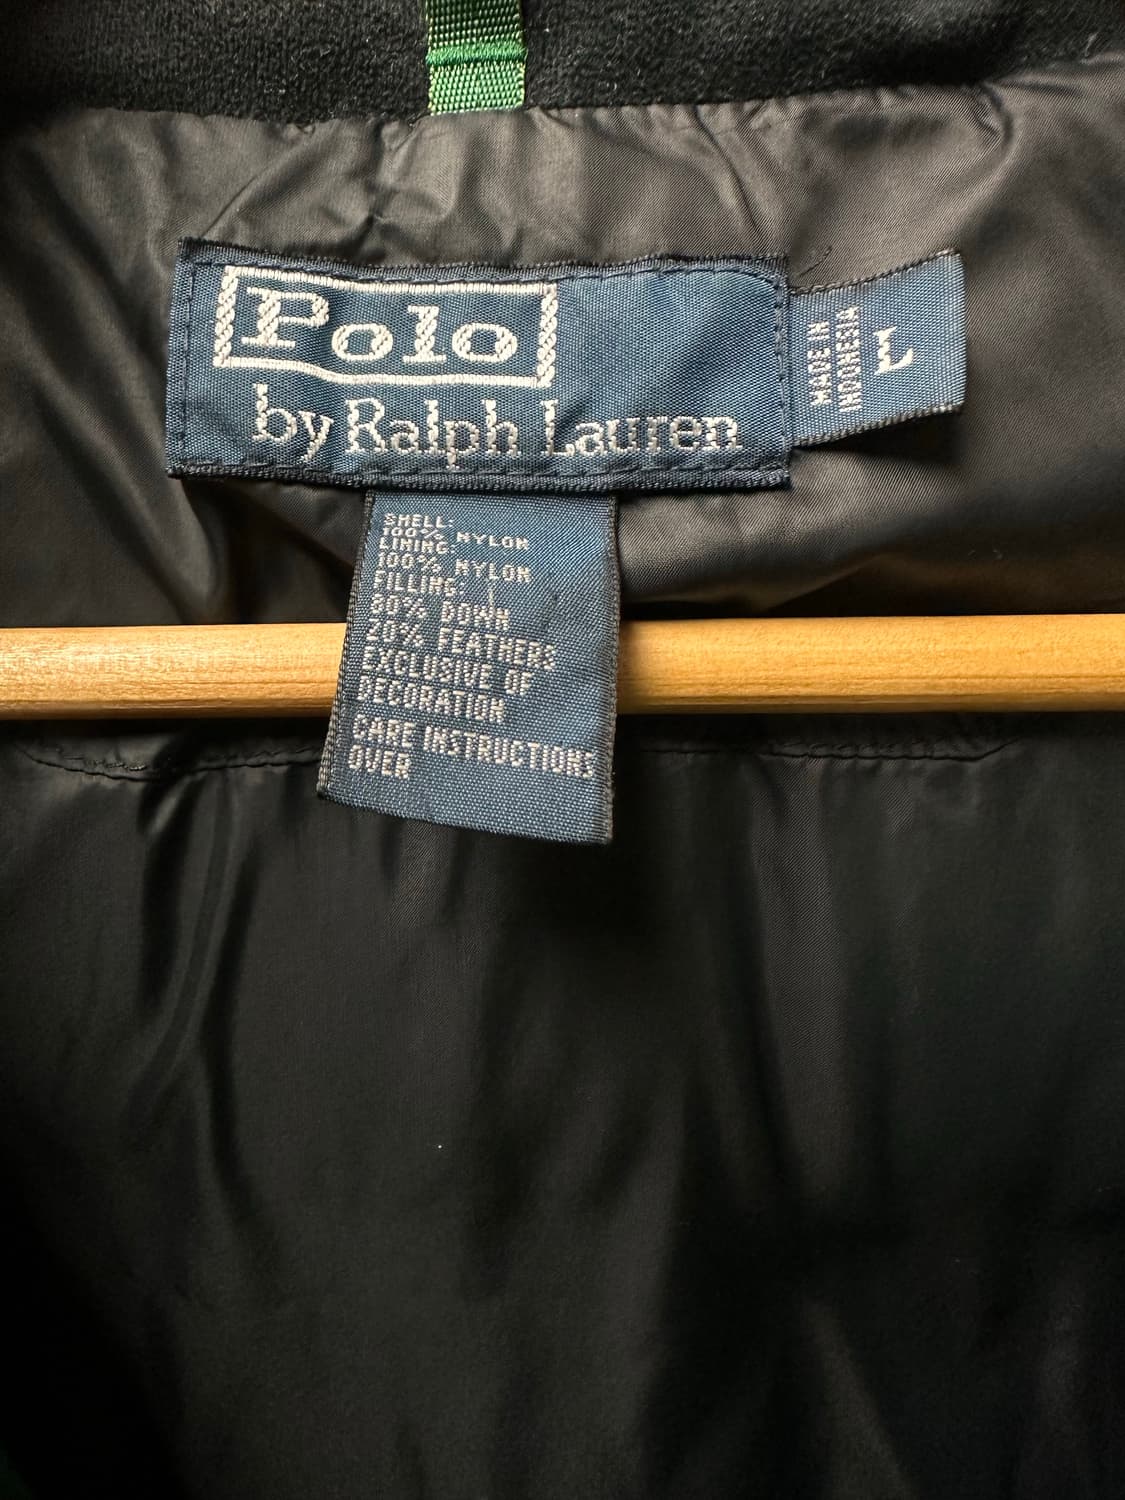 Polo
by Ralph Lauren
MADE IN
INDONESIA
L
SHELL:
100% NYLON
LINING:
100% NYLON
FILLING:
80% DOWN
20% FEATHERS
EXCLUSIVE OF
DECORATION
CARE INSTRUCTIONS
OVER